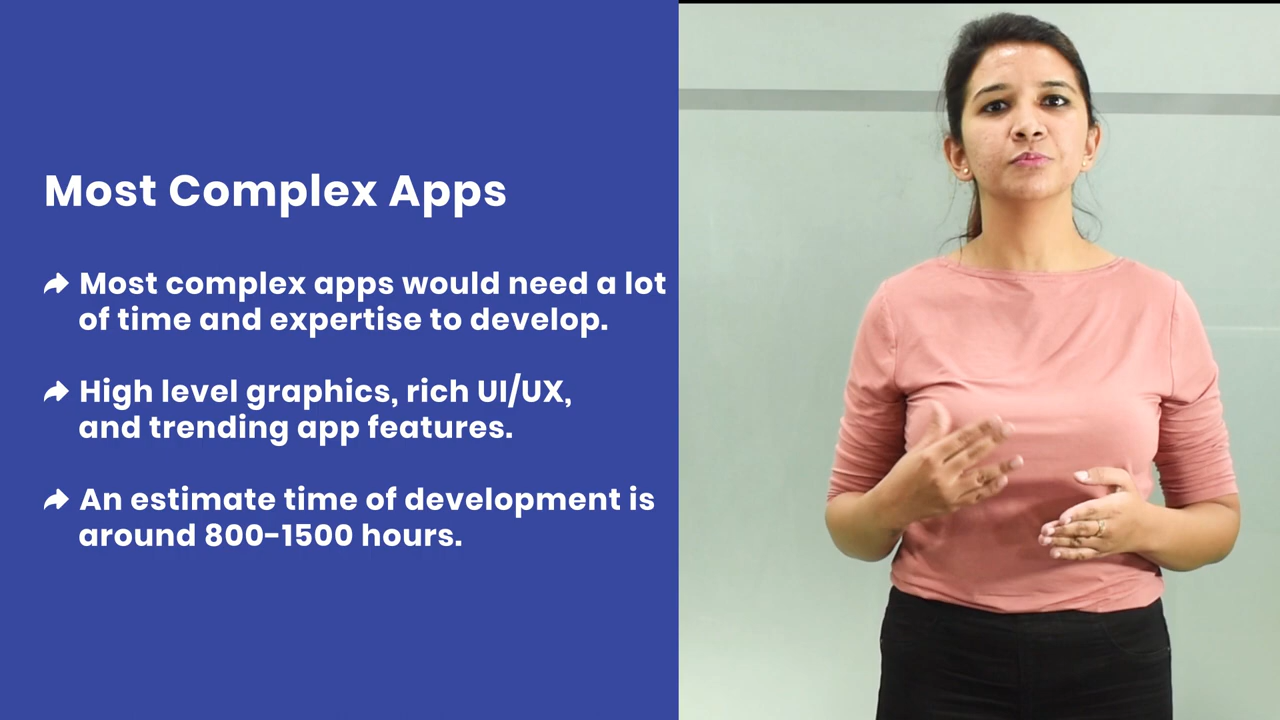 Most Complex Apps
Most complex apps would need a lot
of time and expertise to develop.
High level graphics, rich UI/UX,
and trending app features.
An estimate time of development is
around 800-1500 hours.